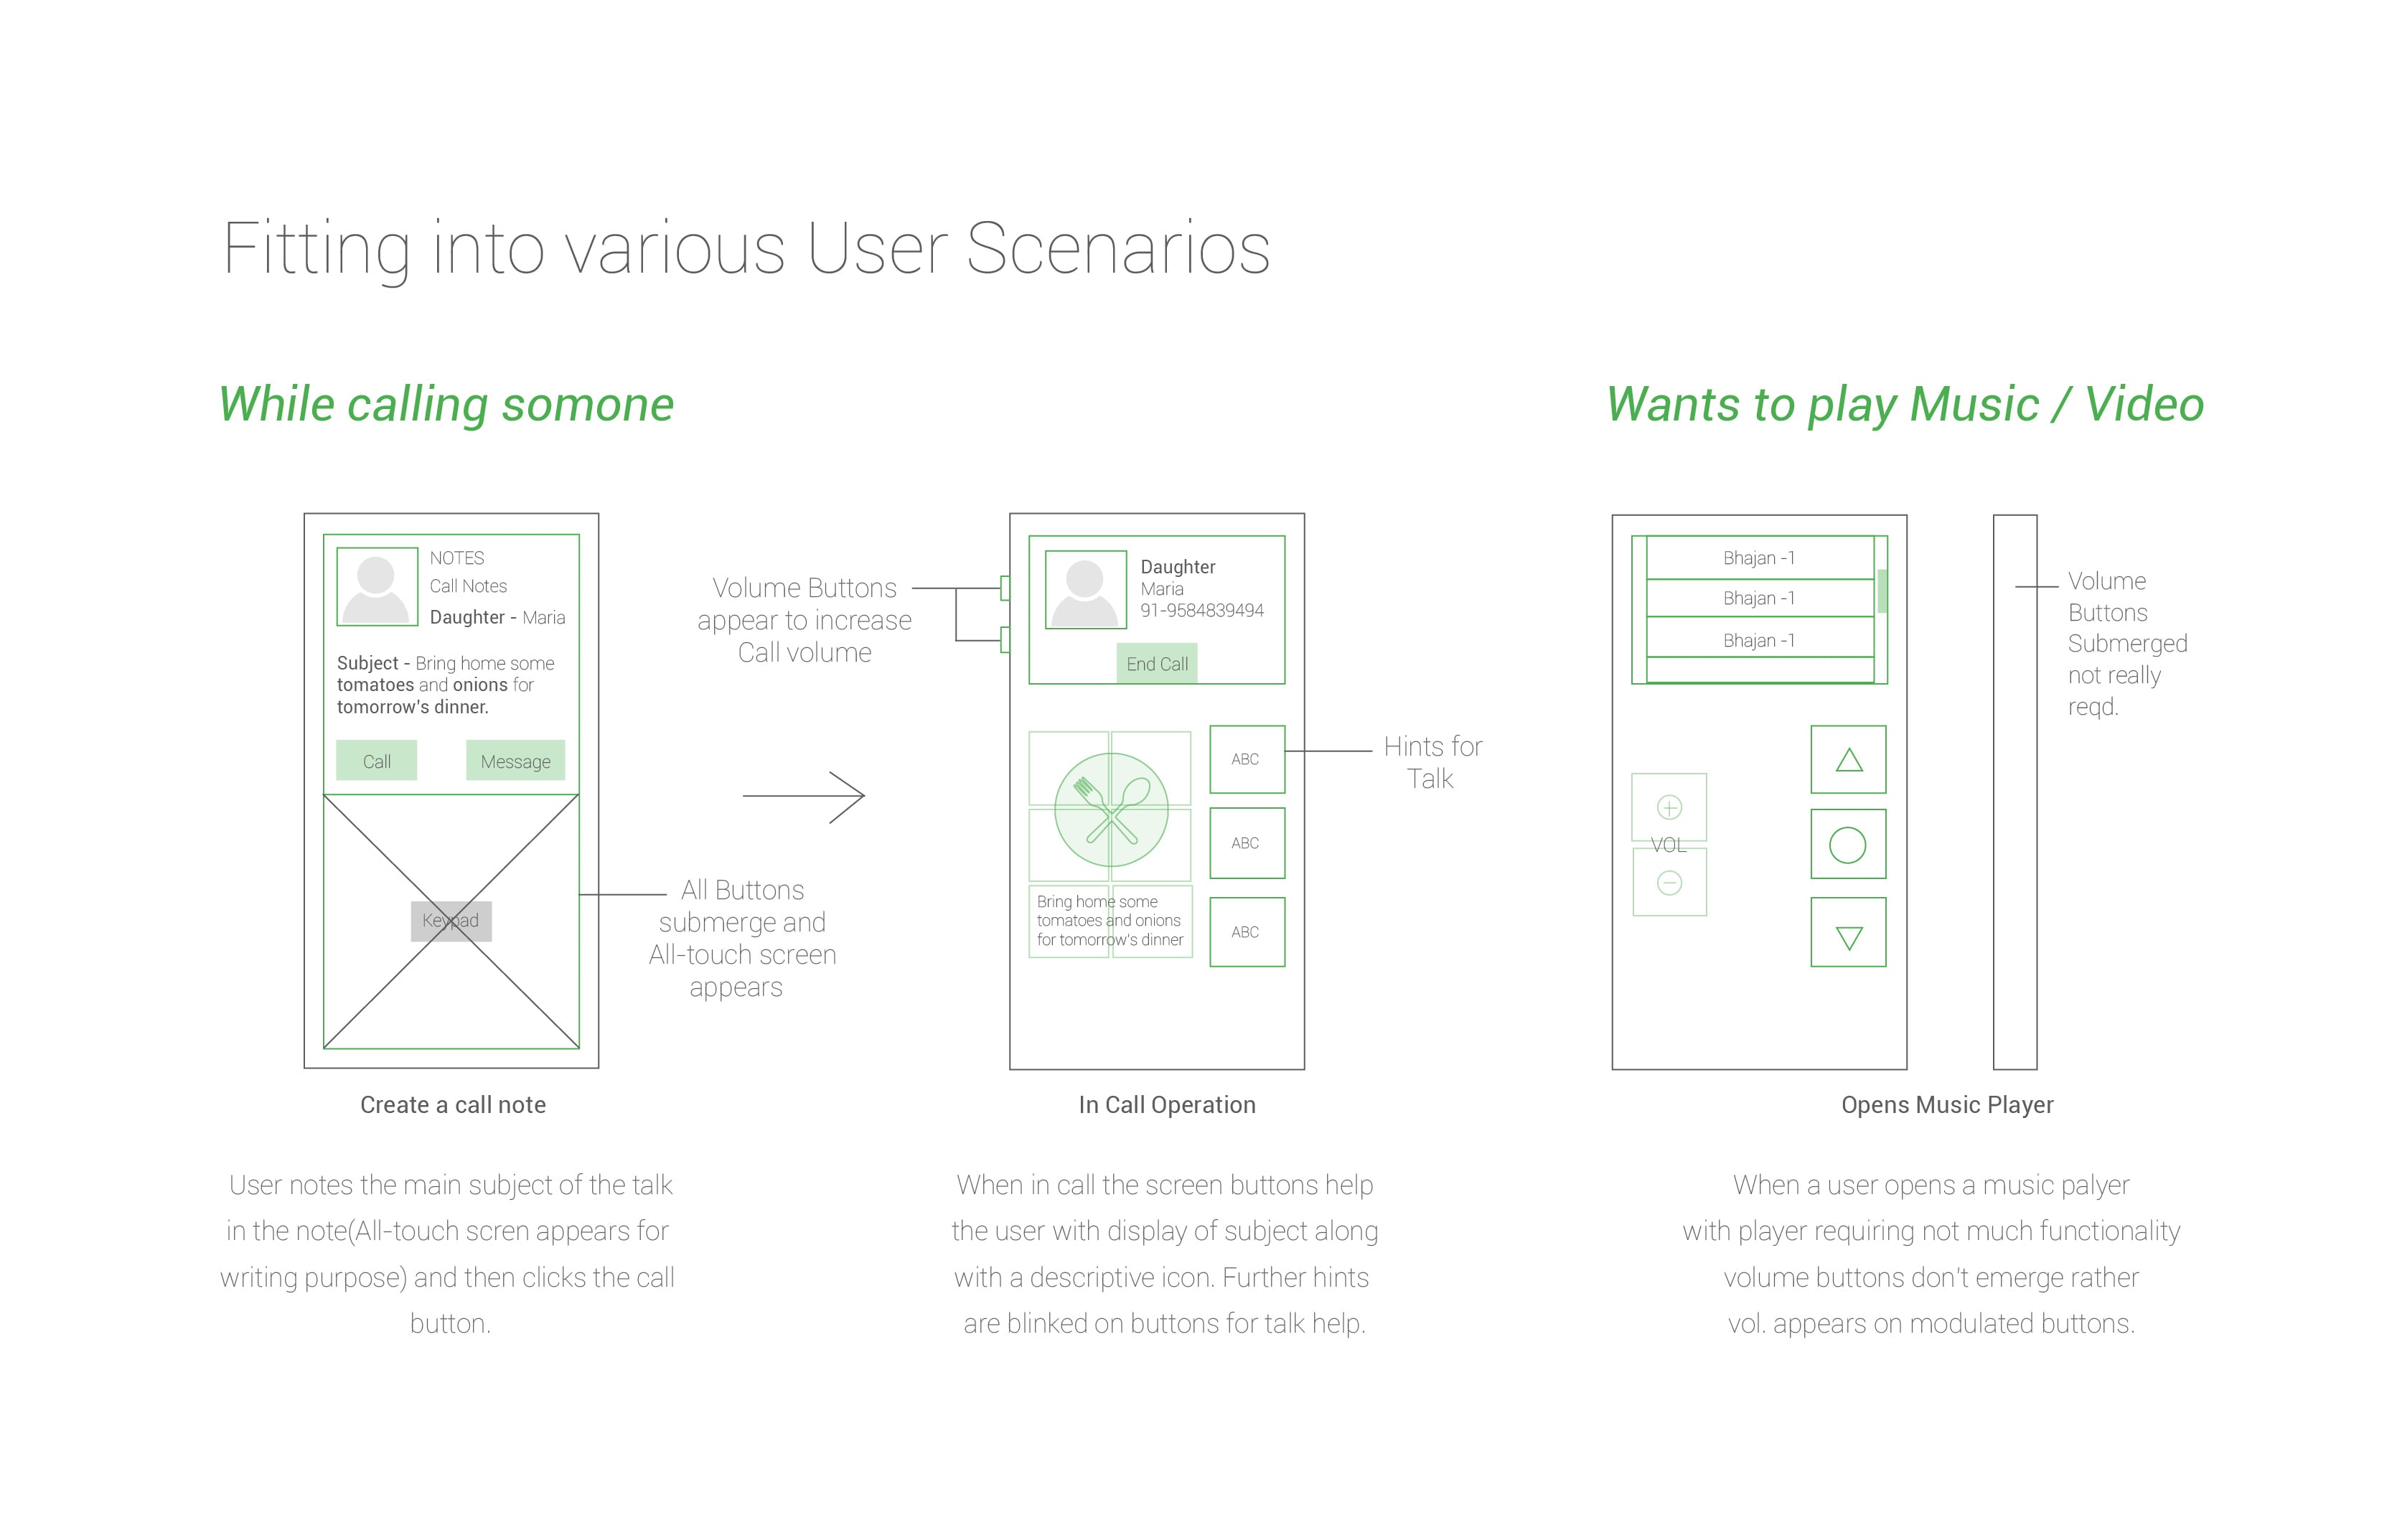 Fitting into various User Scenarios
While calling somone
NOTES
Call Notes
Daughter - Maria
Subject - Bring home some
tomatoes and onions for
tomorrow's dinner.
Call
Message
Keypad
All Buttons
submerge and
All-touch screen
appears
Create a call note
User notes the main subject of the talk
in the note(All-touch scren appears for
writing purpose) and then clicks the call
button.
Volume Buttons
appear to increase
Call volume
Daughter
Maria
91-9584839494
End Call
ABC
ABC
ABC
Hints for
Talk
Bring home some
tomatoes and onions
for tomorrow's dinner
In Call Operation
When in call the screen buttons help
the user with display of subject along
with a descriptive icon. Further hints
are blinked on buttons for talk help.
Wants to play Music / Video
Bhajan -1
Bhajan -1
Bhajan -1
VOL
Volume
Buttons
Submerged
not really
reqd.
Opens Music Player
When a user opens a music palyer
with player requiring not much functionality
volume buttons don't emerge rather
vol. appears on modulated buttons.